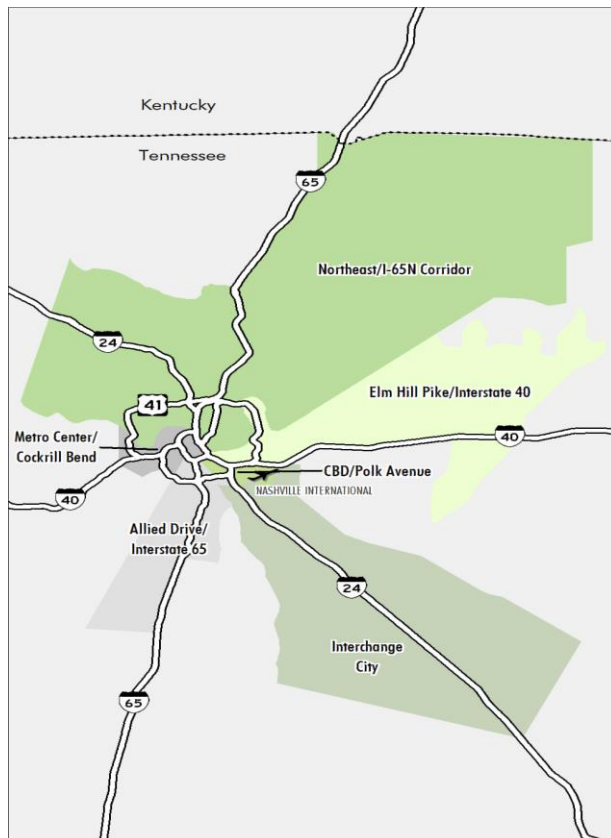 Kentucky
Tennessee
65
Northeast/I-65N Corridor
24
Elm Hill Pike/Interstate 40
41
Metro Center/
Cockrill Bend
40
CBD/Polk Avenue
NASHVILLE INTERNATIONAL
40
Allied Drive/
Interstate 65
24
Interchange
City
65